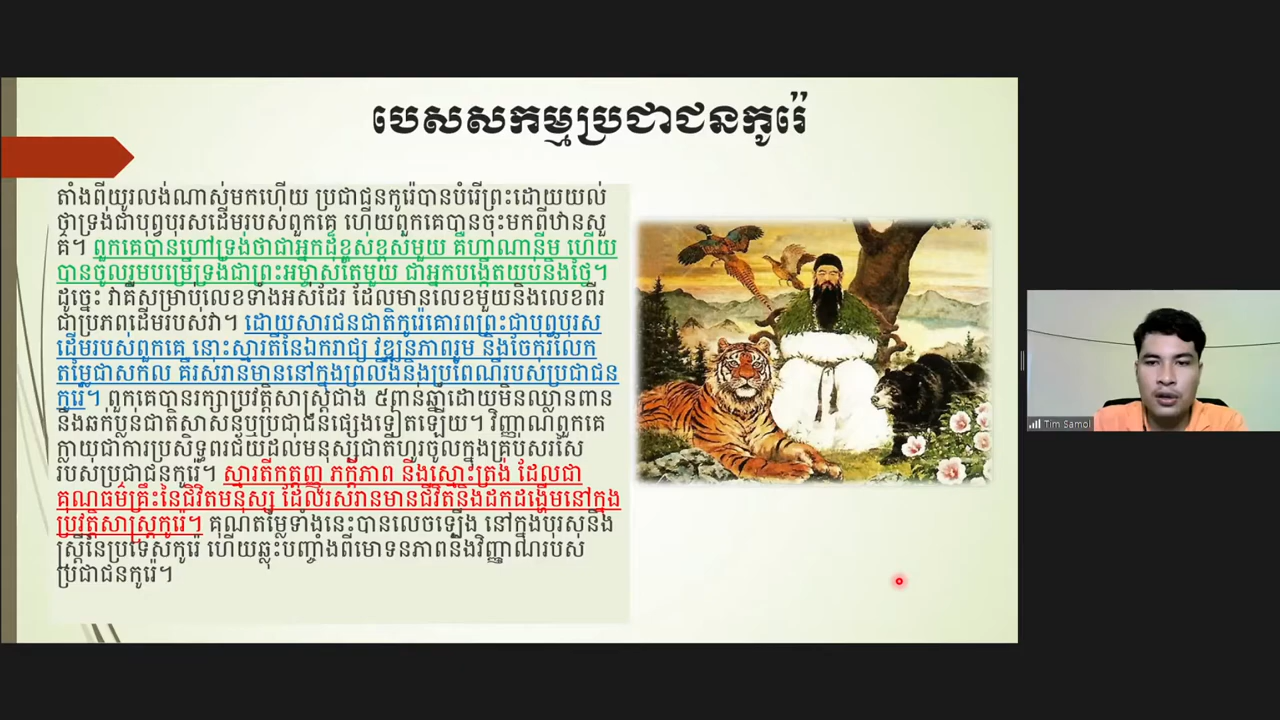 បេសសកម្មប្រជាជនកូរ៉េ
តាំងពីយូរលង់ណាស់មកហើយ ប្រជាជនកូរ៉េបានបំរើព្រះដោយយល់
ថាទ្រង់ជាបុព្វបុរសដើមរបស់ពួកគេ ហើយពួកគេបានចុះមកពីឋានសួ
គ៌។ ពួកគេបានហៅទ្រង់ថាជាអ្នកដ៏ខ្ពស់ខ្ពស់មួយ គឺហាណានីម ហើយ
បានចូលរួមបម្រើទ្រង់ជាព្រះអម្ចាស់តែមួយ ជាអ្នកបង្កើតយប់និងថ្ងៃ។
ដូច្នេះ វាគឺសម្រាប់លេខទាំងអស់ដែរ ដែលមានលេខមួយនិងលេខពីរ
ជាប្រភពដើមរបស់វា។ ដោយសារជនជាតិកូរ៉េគោរពព្រះជាបុព្វបុរស
ដើមរបស់ពួកគេ នោះស្មារតីនៃឯករាជ្យ វឌ្ឍនភាពរួម និងចែករំលែក
តម្លៃជាសកល គឺរស់រានមាននៅក្នុងព្រលឹងនិងប្រពៃណីរបស់ប្រជាជន
កូរ៉េ។ ពួកគេបានរក្សាប្រវត្តិសាស្ត្រជាង ៥ពាន់ឆ្នាំដោយមិនឈ្លានពាន
និងឆក់ប្លន់ជាតិសាសន៍ឬប្រជាជនផ្សេងទៀតឡើយ។ វិញ្ញាណពួកគេ
ក្លាយជាការប្រសិទ្ធពរជ័យដល់មនុស្សជាតិហូរចូលក្នុងគ្រប់សរសៃ
របស់ប្រជាជនកូរ៉េ។ ស្មារតីកតញ្ញូ ភក្តីភាព និងស្មោះត្រង់ ដែលជា
គុណធម៌គ្រឹះនៃជីវិតមនុស្ស ដែលរស់រានមានជីវិតនិងដកដង្ហើមនៅក្នុង
ប្រវត្តិសាស្ត្រកូរ៉េ។ គុណតម្លៃទាំងនេះបានលេចឡើង នៅក្នុងបុរសនិង
ស្ត្រីនៃប្រទេសកូរ៉េ ហើយឆ្លុះបញ្ចាំងពីមោទនភាពនិងវិញ្ញាណរបស់
ប្រជាជនកូរ៉េ។
Tim Samol